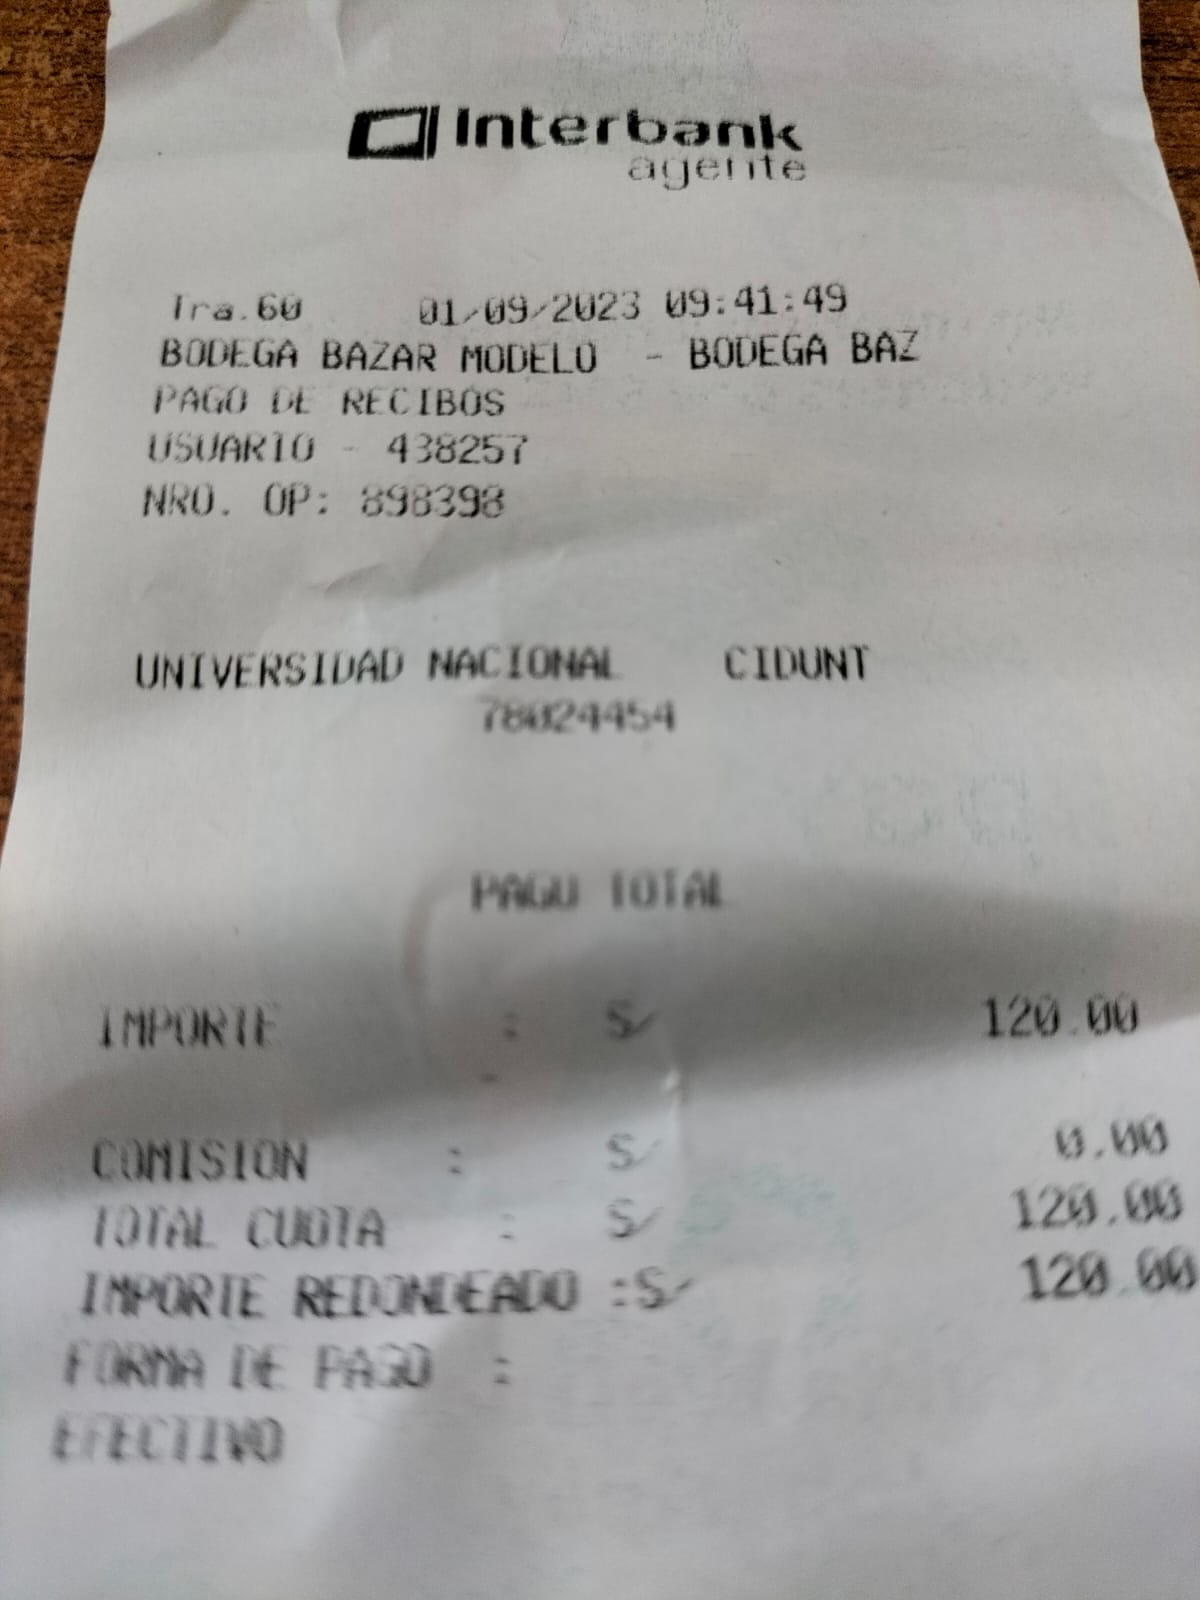 Interbank
agente
Tra.60 01/09/2023 09:41:49
BODEGA BAZAR MODELO - BODEGA BAZ
PAGO DE RECIBOS
USUARIO - 438257
NRO. OP: 898398
UNIVERSIDAD NACIONAL CIDUNT
78024454
PAGO TOTAL
IMPORTE : S/ 120.00
COMISION : S/ 0.00
TOTAL CUOTA : S/ 120.00
IMPORTE REDONDEADO :S/ 120.00
FORMA DE PAGO :
EFECTIVO